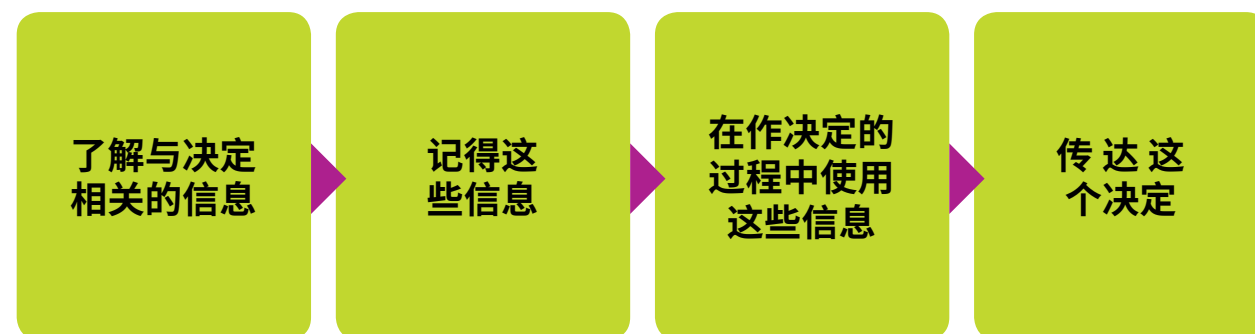 了解与决定
相关的信息
记得这
些信息
在作决定的
过程中使用
这些信息
传 达 这
个决定